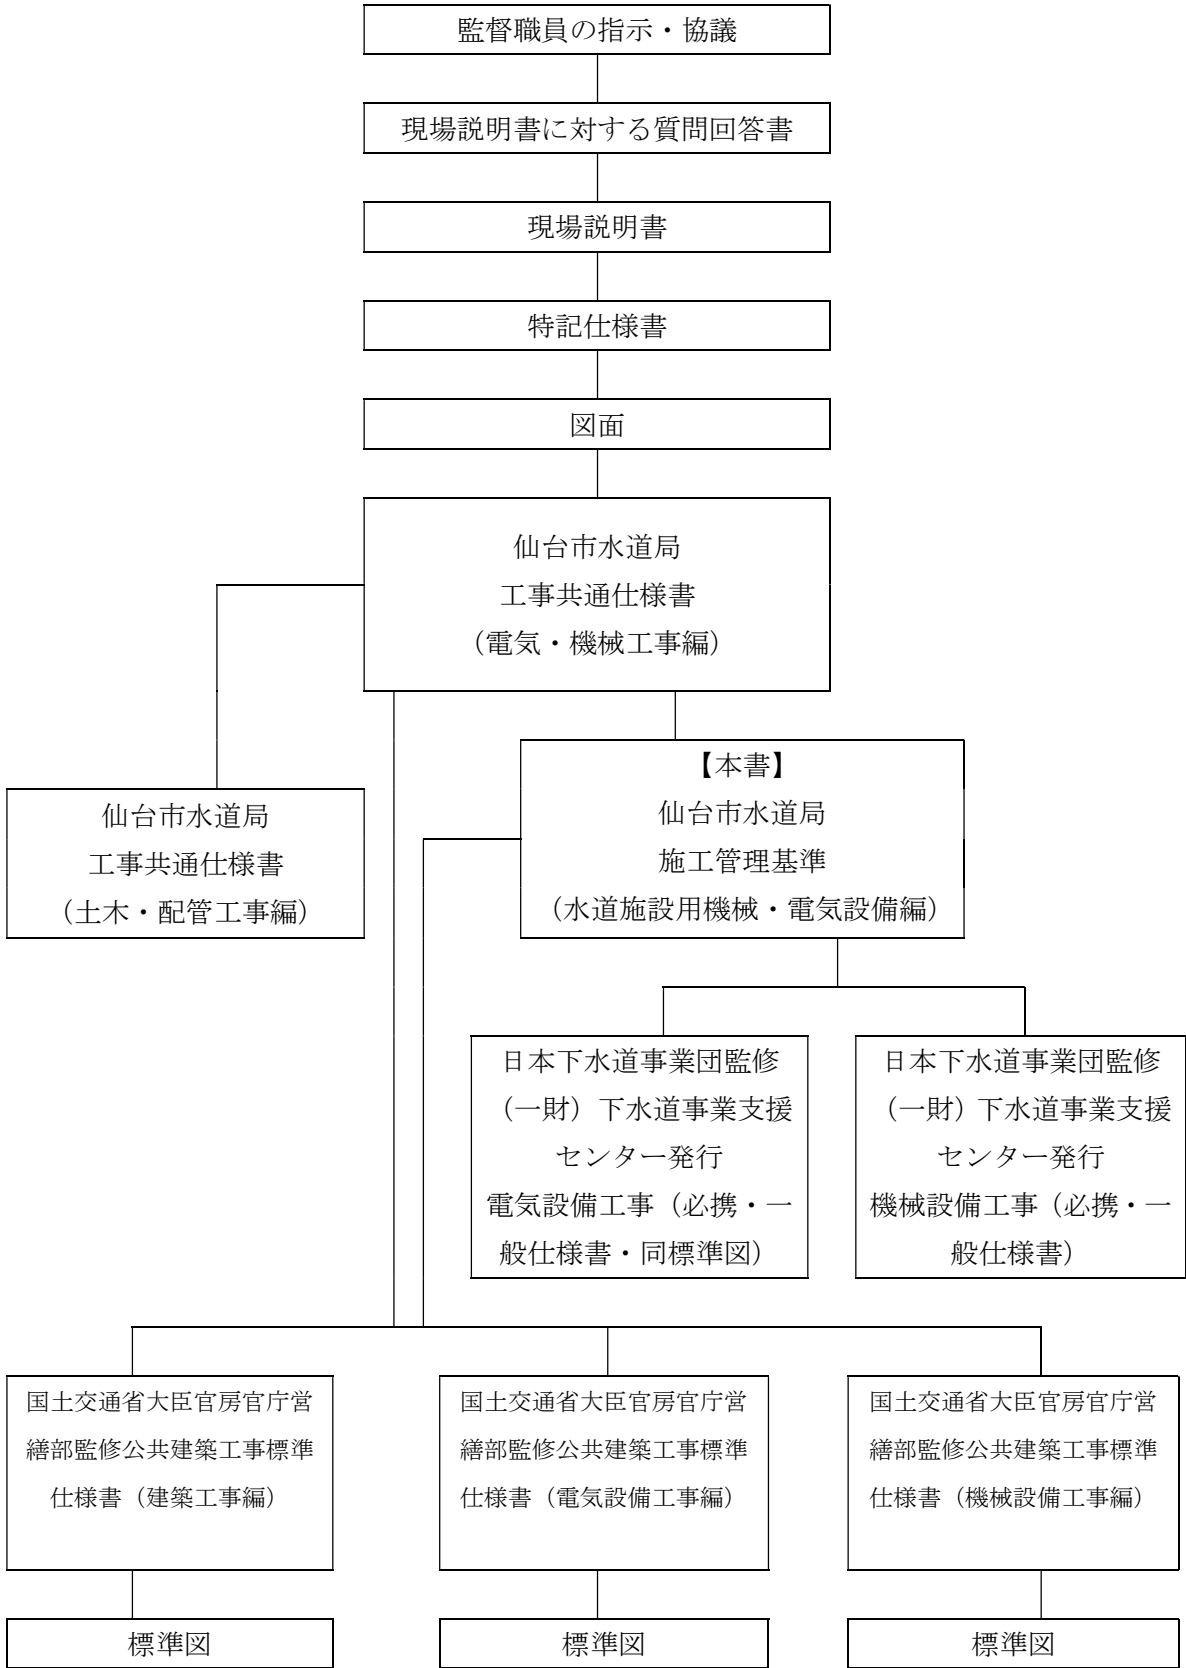 監督職員の指示・協議
現場説明書に対する質問回答書
現場説明書
特記仕様書
図面
仙台市水道局
工事共通仕様書
（電気・機械工事編）
仙台市水道局
工事共通仕様書
（土木・配管工事編）
【本書】
仙台市水道局
施工管理基準
（水道施設用機械・電気設備編）
日本下水道事業団監修
（一財）下水道事業支援
センター発行
電気設備工事（必携・一
般仕様書・同標準図）
日本下水道事業団監修
（一財）下水道事業支援
センター発行
機械設備工事（必携・一
般仕様書）
国土交通省大臣官房官庁営
繕部監修公共建築工事標準
仕様書（建築工事編）
国土交通省大臣官房官庁営
繕部監修公共建築工事標準
仕様書（電気設備工事編）
国土交通省大臣官房官庁営
繕部監修公共建築工事標準
仕様書（機械設備工事編）
標準図
標準図
標準図